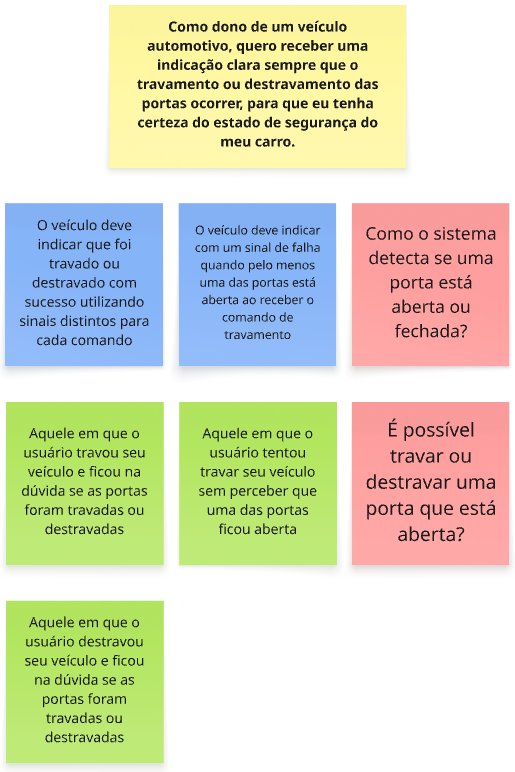 Como dono de um veículo
automotivo, quero receber uma
indicação clara sempre que o
travamento ou destravamento das
portas ocorrer, para que eu tenha
certeza do estado de segurança do
meu carro.
O veículo deve
indicar que foi
travado ou
destravado com
sucesso utilizando
sinais distintos para
cada comando
O veículo deve indicar
com um sinal de falha
quando pelo menos
uma das portas está
aberta ao receber o
comando de
travamento
Como o sistema
detecta se uma
porta está
aberta ou
fechada?
Aquele em que o
usuário travou seu
veículo e ficou na
dúvida se as portas
foram travadas ou
destravadas
Aquele em que o
usuário tentou
travar seu veículo
sem perceber que
uma das portas
ficou aberta
É possível
travar ou
destravar uma
porta que está
aberta?
Aquele em que o
usuário destravou
seu veículo e ficou
na dúvida se as
portas foram
travadas ou
destravadas